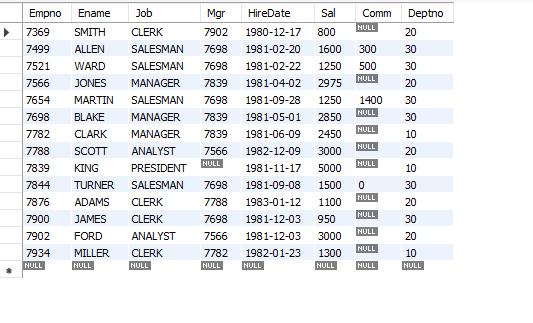 Empno Ename Job Mgr HireDate Sal Comm Deptno
7369 SMITH CLERK 7902 1980-12-17 800 NULL 20
7499 ALLEN SALESMAN 7698 1981-02-20 1600 300 30
7521 WARD SALESMAN 7698 1981-02-22 1250 500 30
7566 JONES MANAGER 7839 1981-04-02 2975 NULL 20
7654 MARTIN SALESMAN 7698 1981-09-28 1250 1400 30
7698 BLAKE MANAGER 7839 1981-05-01 2850 NULL 30
7782 CLARK MANAGER 7839 1981-06-09 2450 NULL 10
7788 SCOTT ANALYST 7566 1982-12-09 3000 NULL 20
7839 KING PRESIDENT NULL 1981-11-17 5000 NULL 10
7844 TURNER SALESMAN 7698 1981-09-08 1500 0 30
7876 ADAMS CLERK 7788 1983-01-12 1100 NULL 20
7900 JAMES CLERK 7698 1981-12-03 950 NULL 30
7902 FORD ANALYST 7566 1981-12-03 3000 NULL 20
7934 MILLER CLERK 7782 1982-01-23 1300 NULL 10
NULL NULL NULL NULL NULL NULL NULL NULL